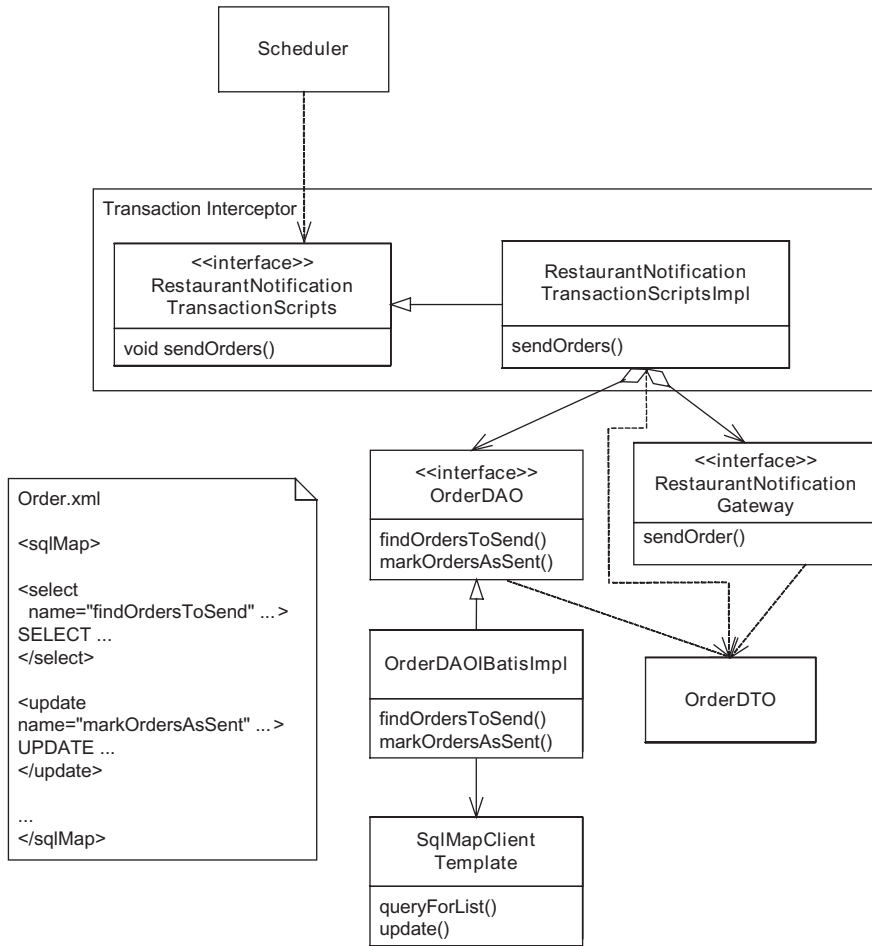 Scheduler
Transaction Interceptor
<<interface>>
RestaurantNotification
TransactionScripts
void sendOrders()
RestaurantNotification
TransactionScriptsImpl
sendOrders()
<<interface>>
OrderDAO
findOrdersToSend()
markOrdersAsSent()
<<interface>>
RestaurantNotification
Gateway
sendOrder()
Order.xml
<sqlMap>
<select
name="findOrdersToSend" ...>
SELECT ...
</select>
<update
name="markOrdersAsSent" ...>
UPDATE ...
</update>
...
</sqlMap>
OrderDAOIBatisImpl
findOrdersToSend()
markOrdersAsSent()
OrderDTO
SqlMapClient
Template
queryForList()
update()